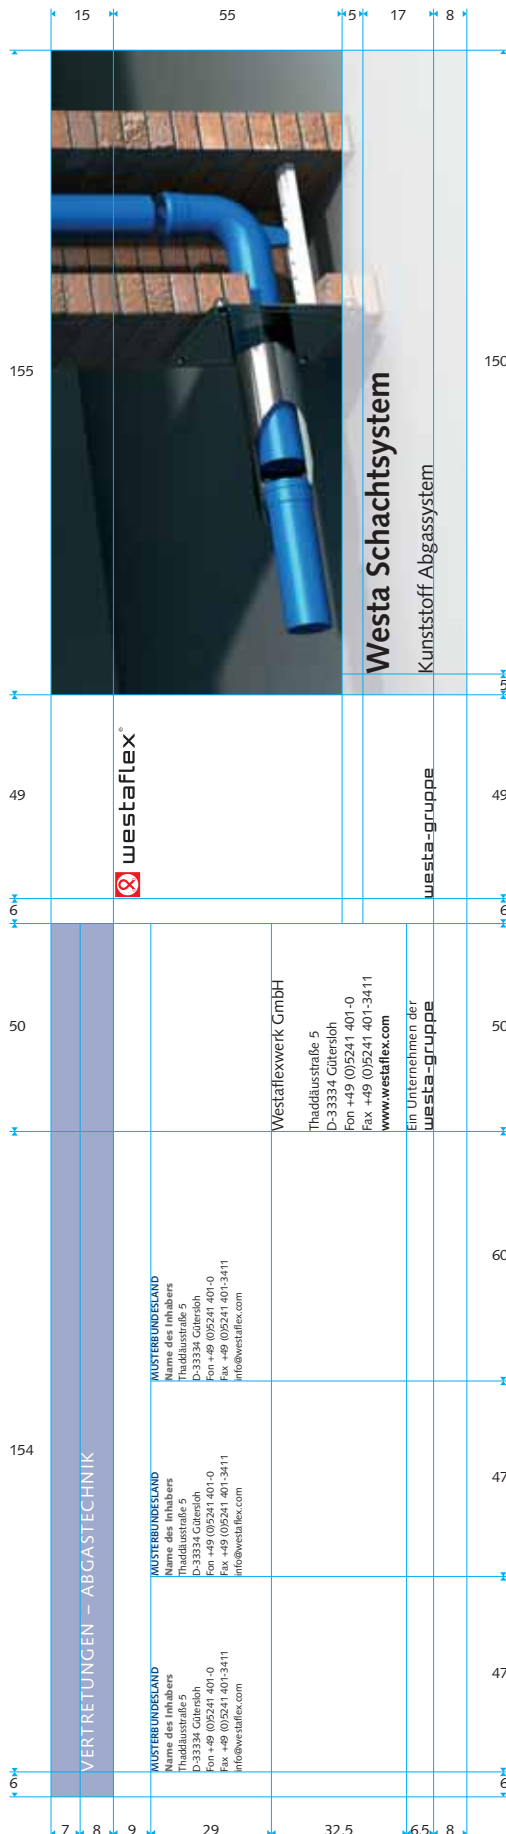 15
55
5
17
8
155
150
Westa Schachtsystem
Kunststoff Abgassystem
5
49
49
westaflex®
westa-gruppe
6
6
50
50
Westaflexwerk GmbH
Thaddäusstraße 5
D-33334 Gütersloh
Fon +49 (0)5241 401-0
Fax +49 (0)5241 401-3411
www.westaflex.com
Ein Unternehmen der
westa-gruppe
154
60
47
47
VERTRETUNGEN – ABGASTECHNIK
MUSTERBUNDESLAND
Name des Inhabers
Thaddäusstraße 5
D-33334 Gütersloh
Fon +49 (0)5241 401-0
Fax +49 (0)5241 401-3411
info@westaflex.com
MUSTERBUNDESLAND
Name des Inhabers
Thaddäusstraße 5
D-33334 Gütersloh
Fon +49 (0)5241 401-0
Fax +49 (0)5241 401-3411
info@westaflex.com
MUSTERBUNDESLAND
Name des Inhabers
Thaddäusstraße 5
D-33334 Gütersloh
Fon +49 (0)5241 401-0
Fax +49 (0)5241 401-3411
info@westaflex.com
6
6
7
8
9
29
32.5
6.5
8